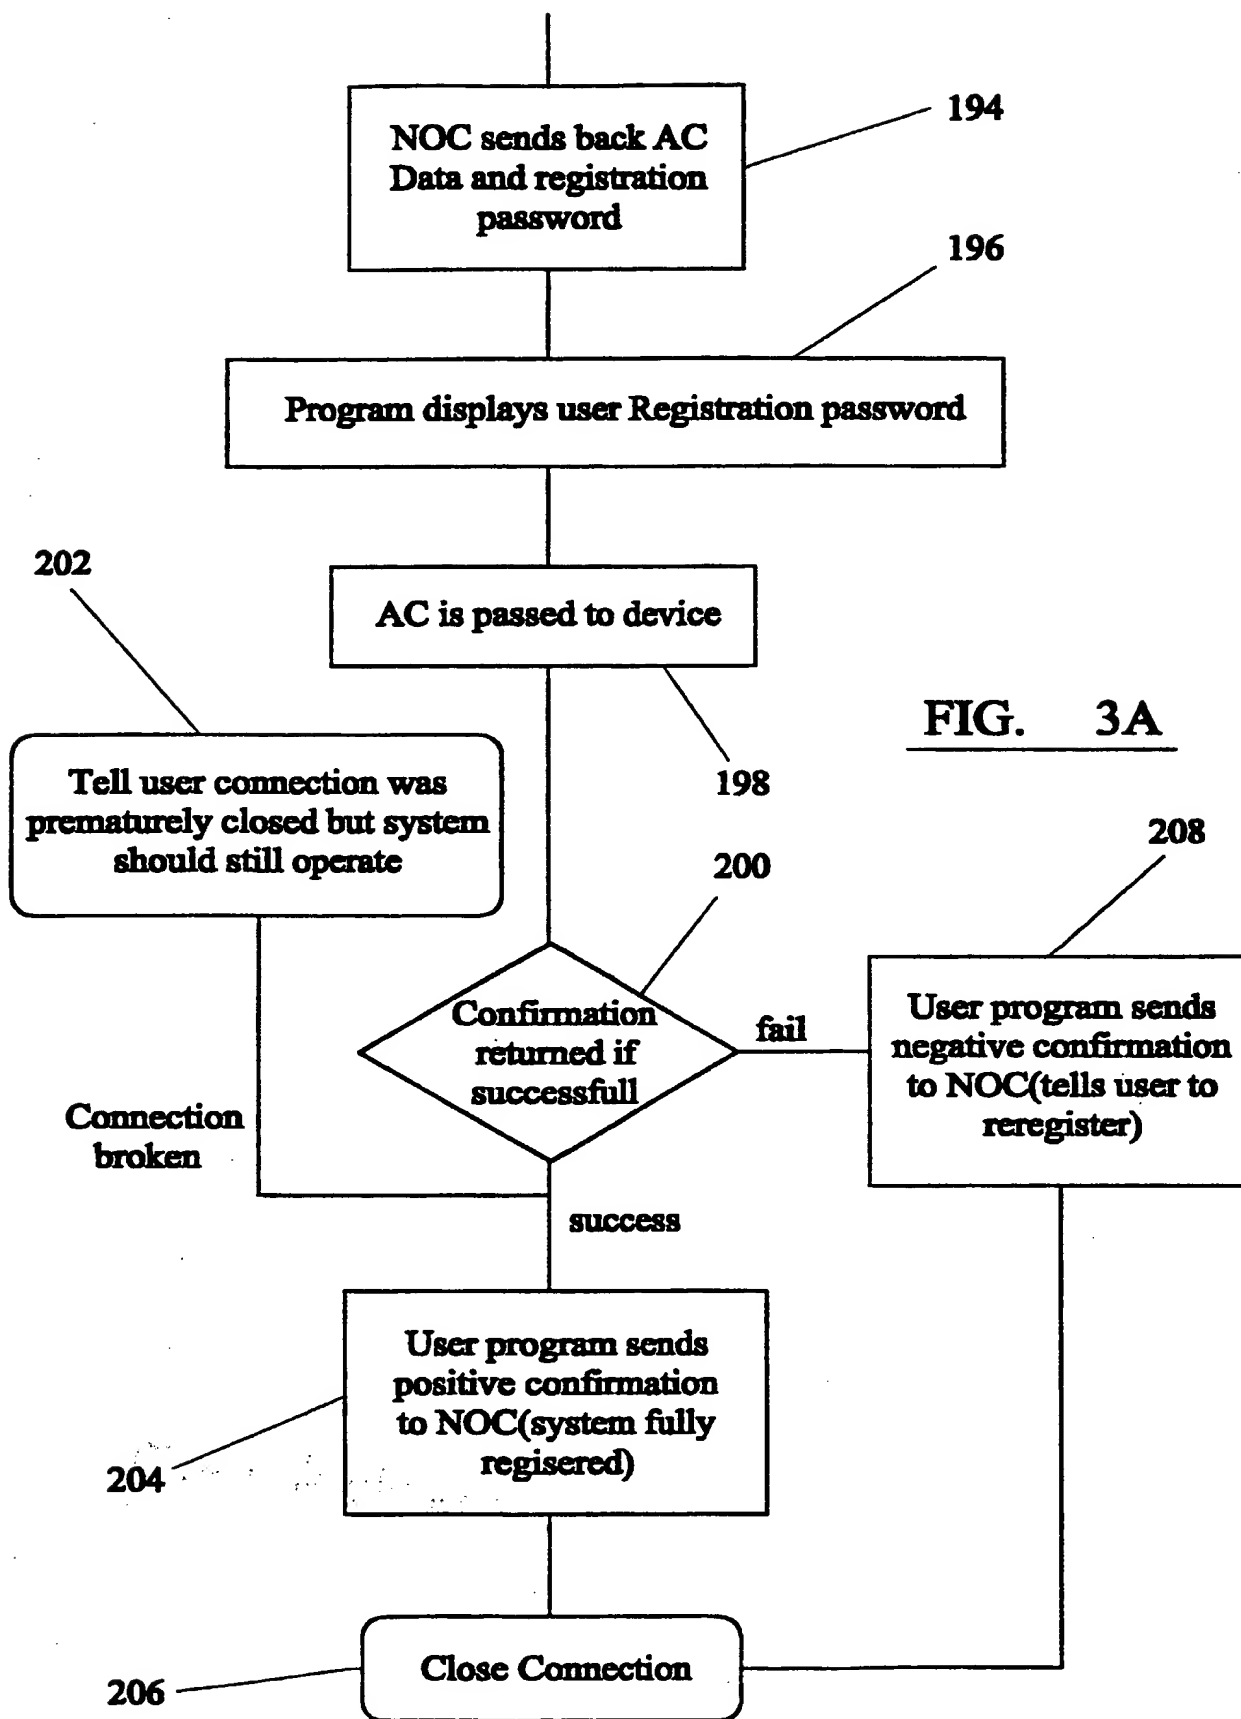 194
NOC sends back AC
Data and registration
password
196
Program displays user Registration password
202
AC is passed to device
FIG. 3A
198
Tell user connection was
prematurely closed but system
should still operate
200
208
Confirmation
returned if
successfull
fail
User program sends
negative confirmation
to NOC(tells user to
reregister)
Connection
broken
success
User program sends
positive confirmation
to NOC(system fully
regisered)
204
Close Connection
206